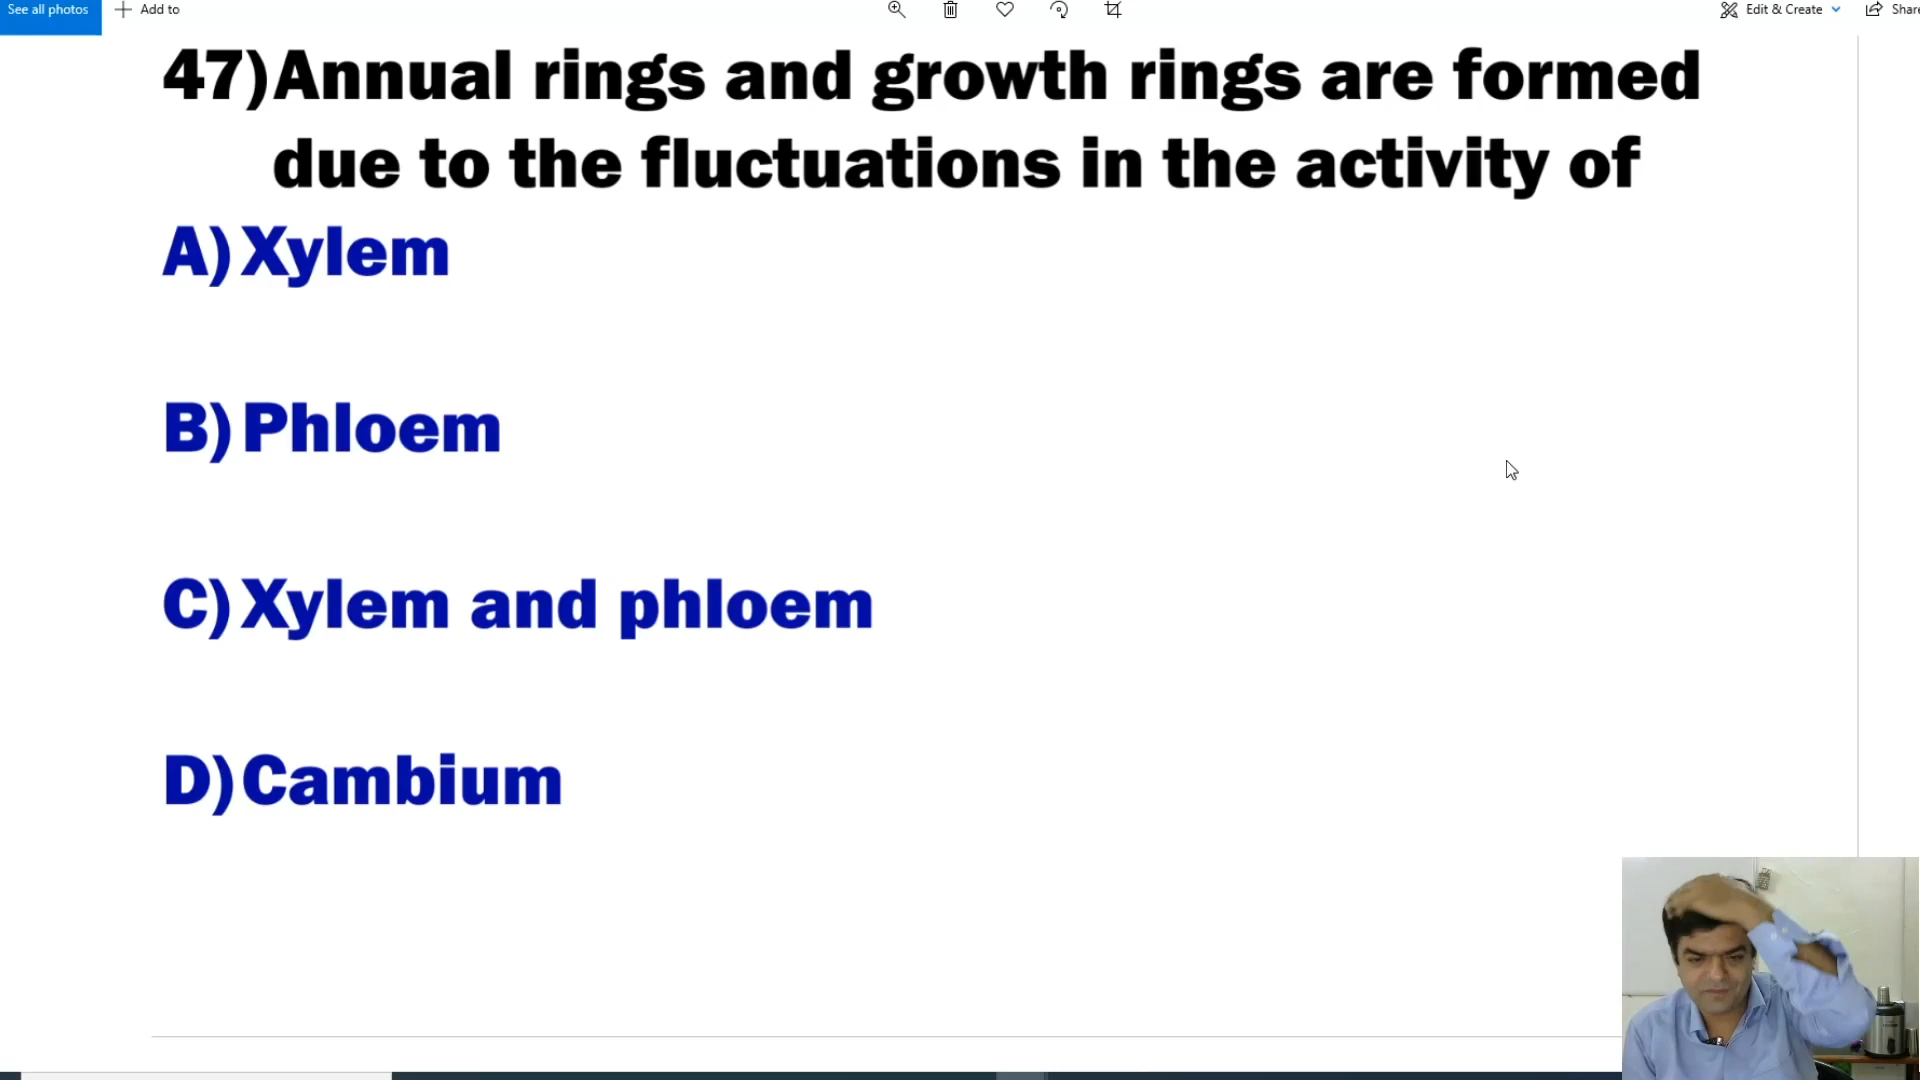 See all photos
Add to
Edit & Create
Share
47)Annual rings and growth rings are formed
due to the fluctuations in the activity of
A)Xylem
B)Phloem
C)Xylem and phloem
D)Cambium